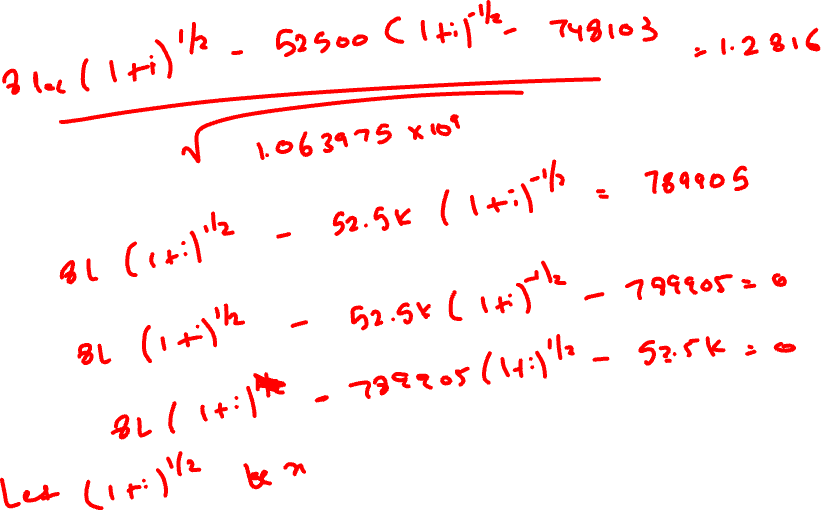 8 lac (1+i)^1/2 - 52500 (1+i)^-1/2 - 748103 = 1.2816
√ 1.063975 x 10^9
8L (1+i)^1/2 - 52.5K (1+i)^-1/2 = 789905
8L (1+i)^1/2 - 52.5K (1+i)^-1/2 - 789905 = 0
8L (1+i) - 789905 (1+i)^1/2 - 52.5K = 0
Let (1+i)^1/2 be x